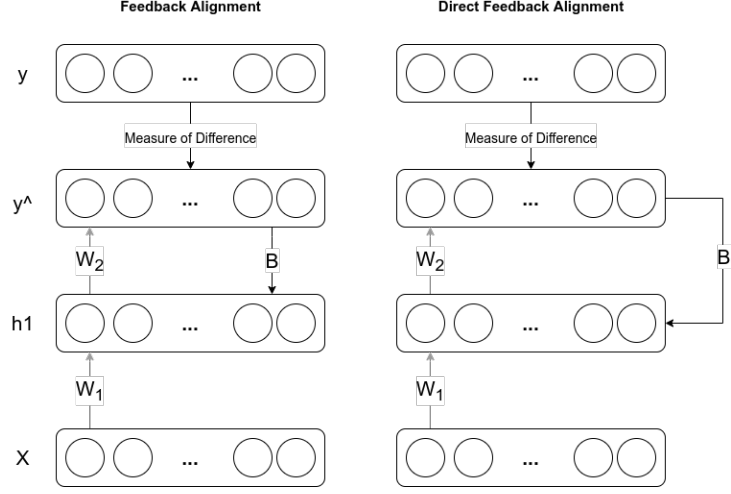 Feedback Alignment
Direct Feedback Alignment
y
...
...
Measure of Difference
Measure of Difference
y^
...
...
W₂
B
W₂
B
h1
...
...
W₁
W₁
X
...
...